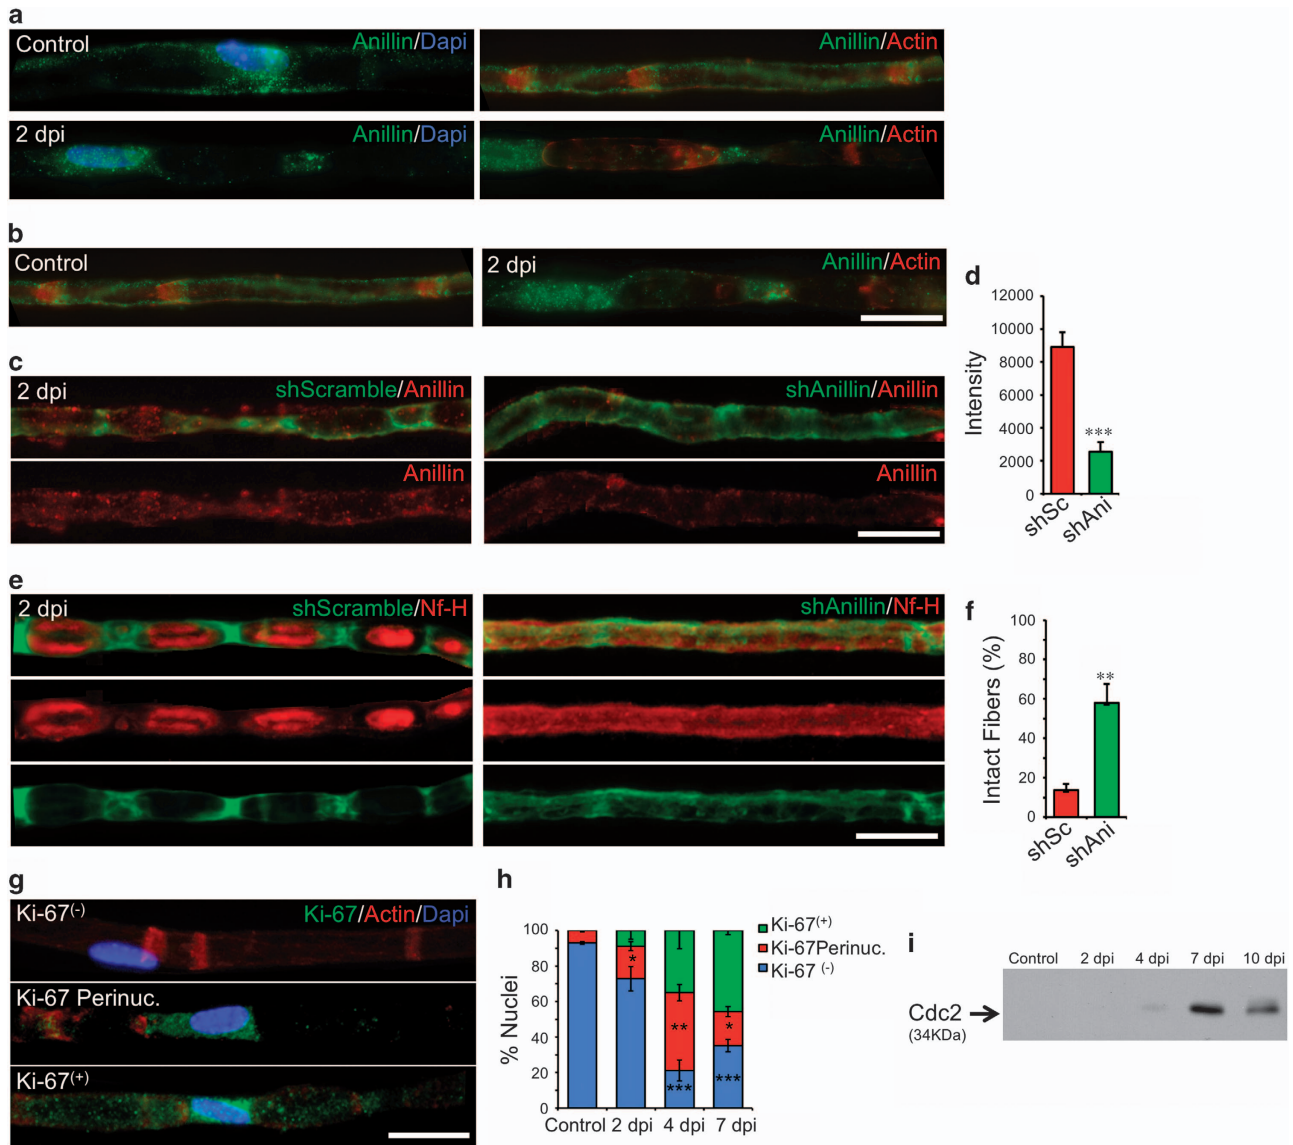 a
Control
Anillin/Dapi
Anillin/Actin
2 dpi
Anillin/Dapi
Anillin/Actin
b
Control
2 dpi
Anillin/Actin
c
2 dpi
shScramble/Anillin
shAnillin/Anillin
Anillin
Anillin
d
12000
10000
8000
6000
4000
2000
0
Intensity
***
shSc
shAni
e
2 dpi
shScramble/Nf-H
shAnillin/Nf-H
f
100
80
60
40
20
0
Intact Fibers (%)
**
shSc
shAni
g
Ki-67(-)
Ki-67/Actin/Dapi
Ki-67 Perinuc.
Ki-67(+)
h
100
80
60
40
20
0
% Nuclei
*
**
***
*
***
Control 2 dpi 4 dpi 7 dpi
Ki-67(+)
Ki-67Perinuc.
Ki-67 (-)
i
Control 2 dpi 4 dpi 7 dpi 10 dpi
Cdc2
(34KDa)